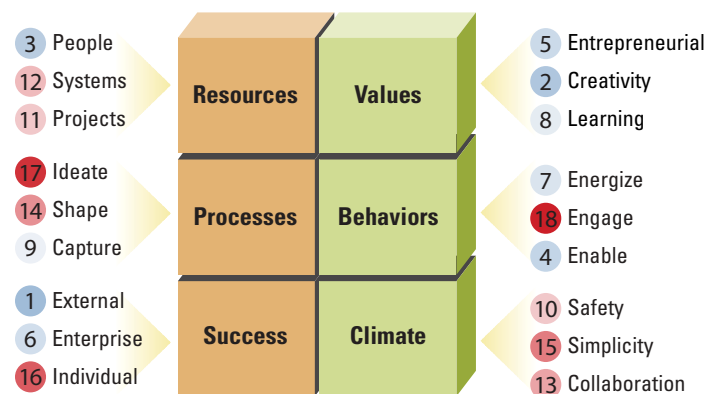 3 People
12 Systems
11 Projects
Resources
Values
5 Entrepreneurial
2 Creativity
8 Learning
17 Ideate
14 Shape
9 Capture
Processes
Behaviors
7 Energize
18 Engage
4 Enable
1 External
6 Enterprise
16 Individual
Success
Climate
10 Safety
15 Simplicity
13 Collaboration